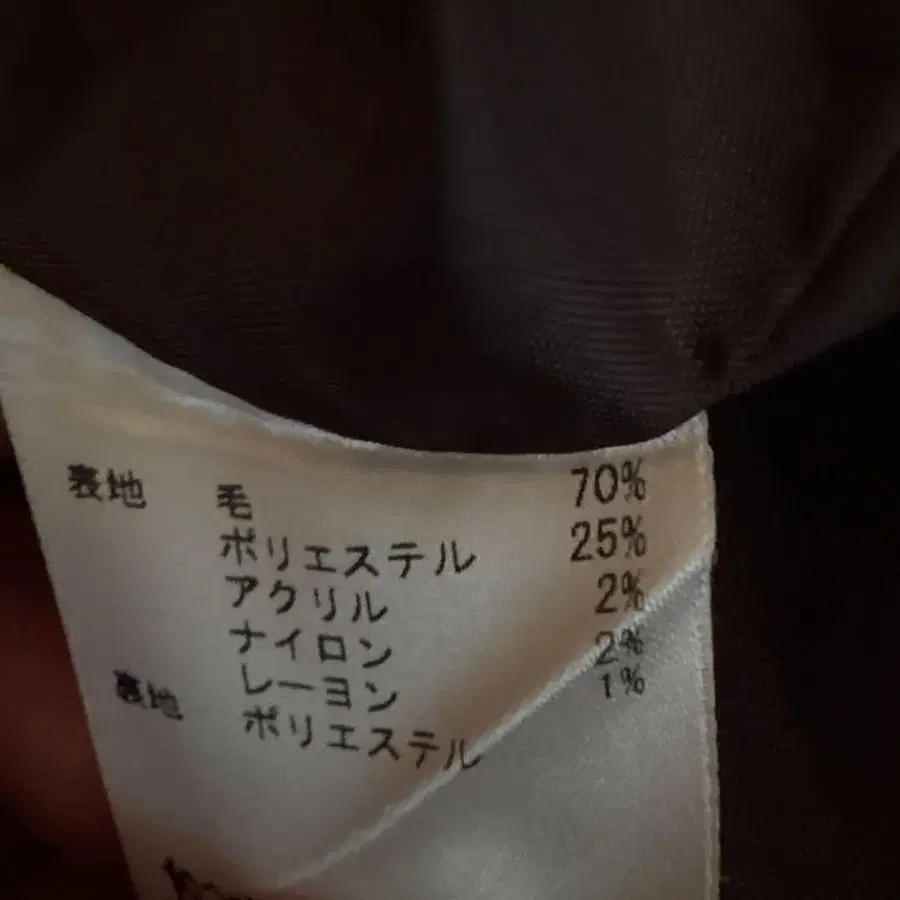 表地 毛 70%
ポリエステル 25%
アクリル 2%
ナイロン 2%
レーヨン 1%
裏地 ポリエステル